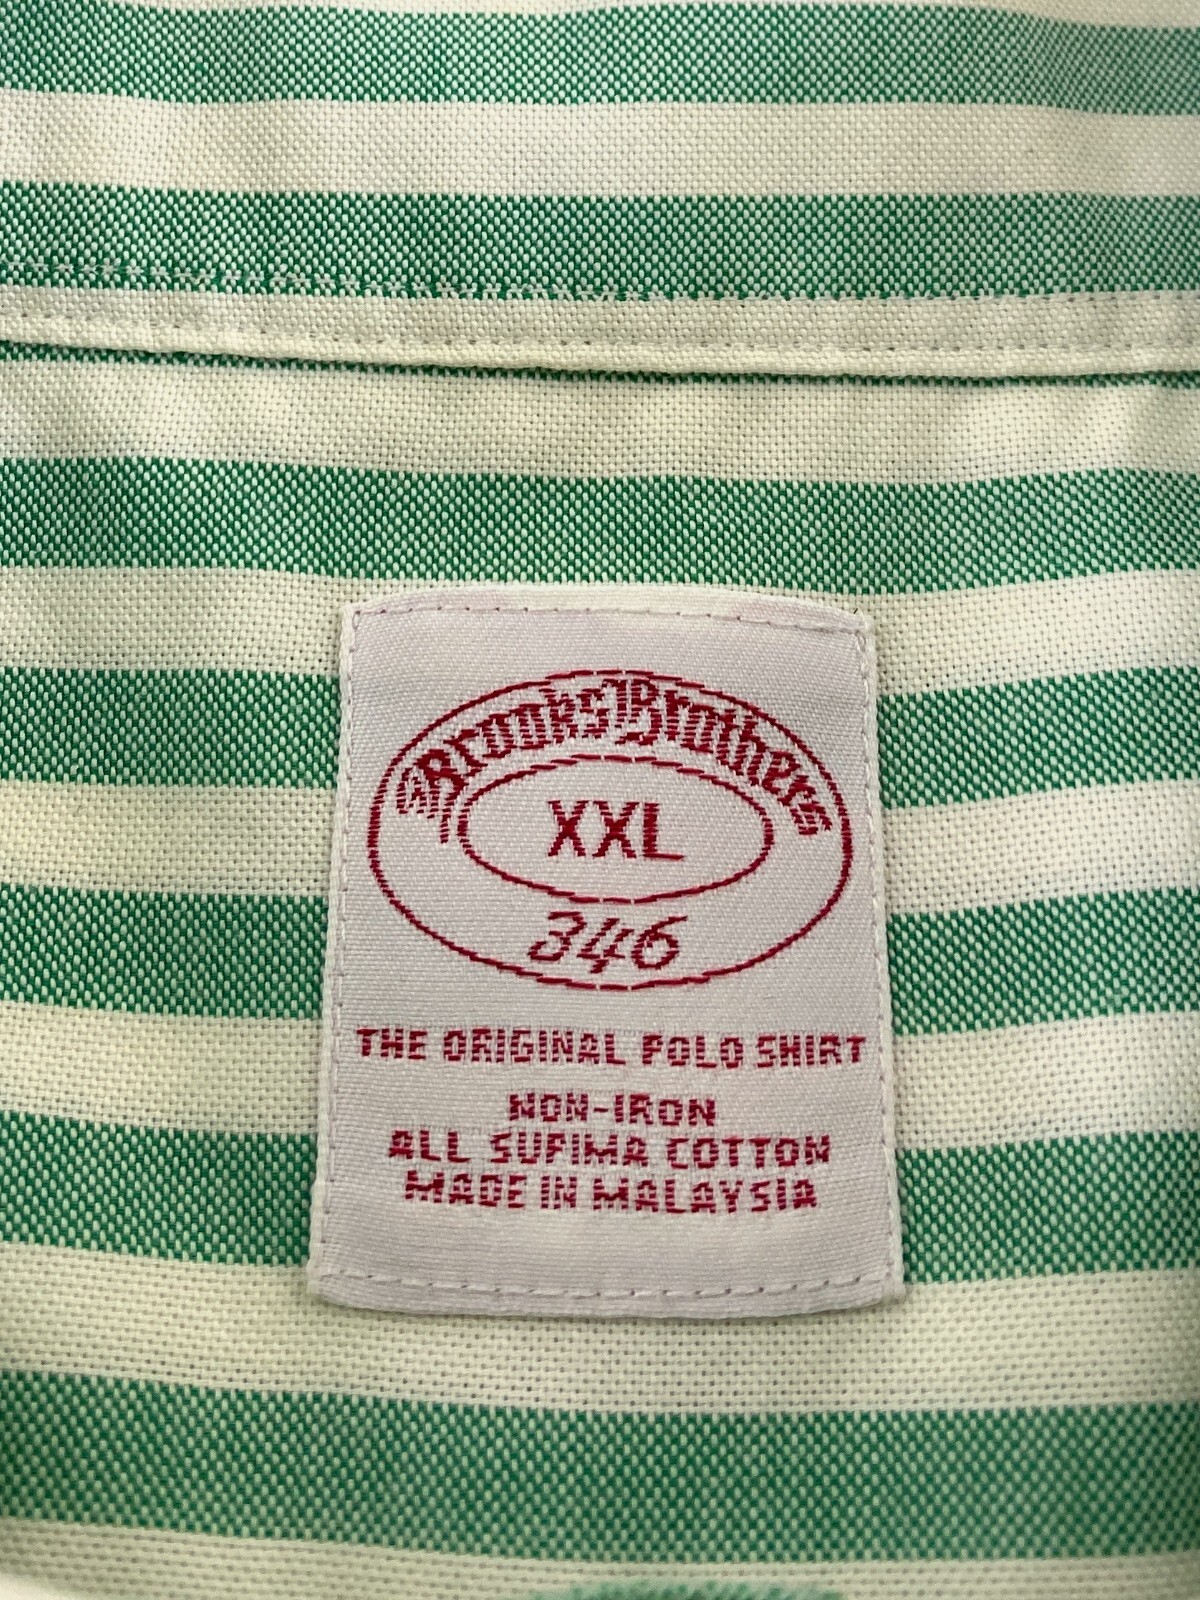 Brooks Brothers
XXL
346
THE ORIGINAL POLO SHIRT
NON-IRON
ALL SUPIMA COTTON
MADE IN MALAYSIA